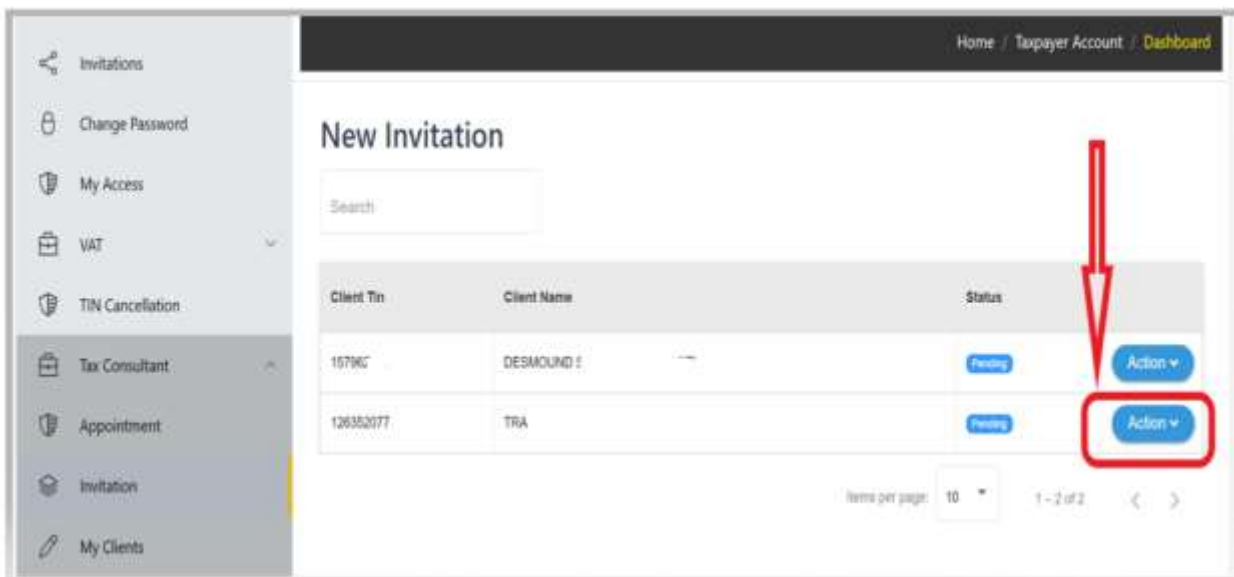 Home / Taxpayer Account / Dashboard
Invitations
Change Password
My Access
VAT
TIN Cancellation
Tax Consultant
Appointment
Invitation
My Clients
New Invitation
Search
Client Tin Client Name Status
DESMOUND Pending Action
126352077 TRA Pending Action
Items per page: 10 1 – 2 of 2